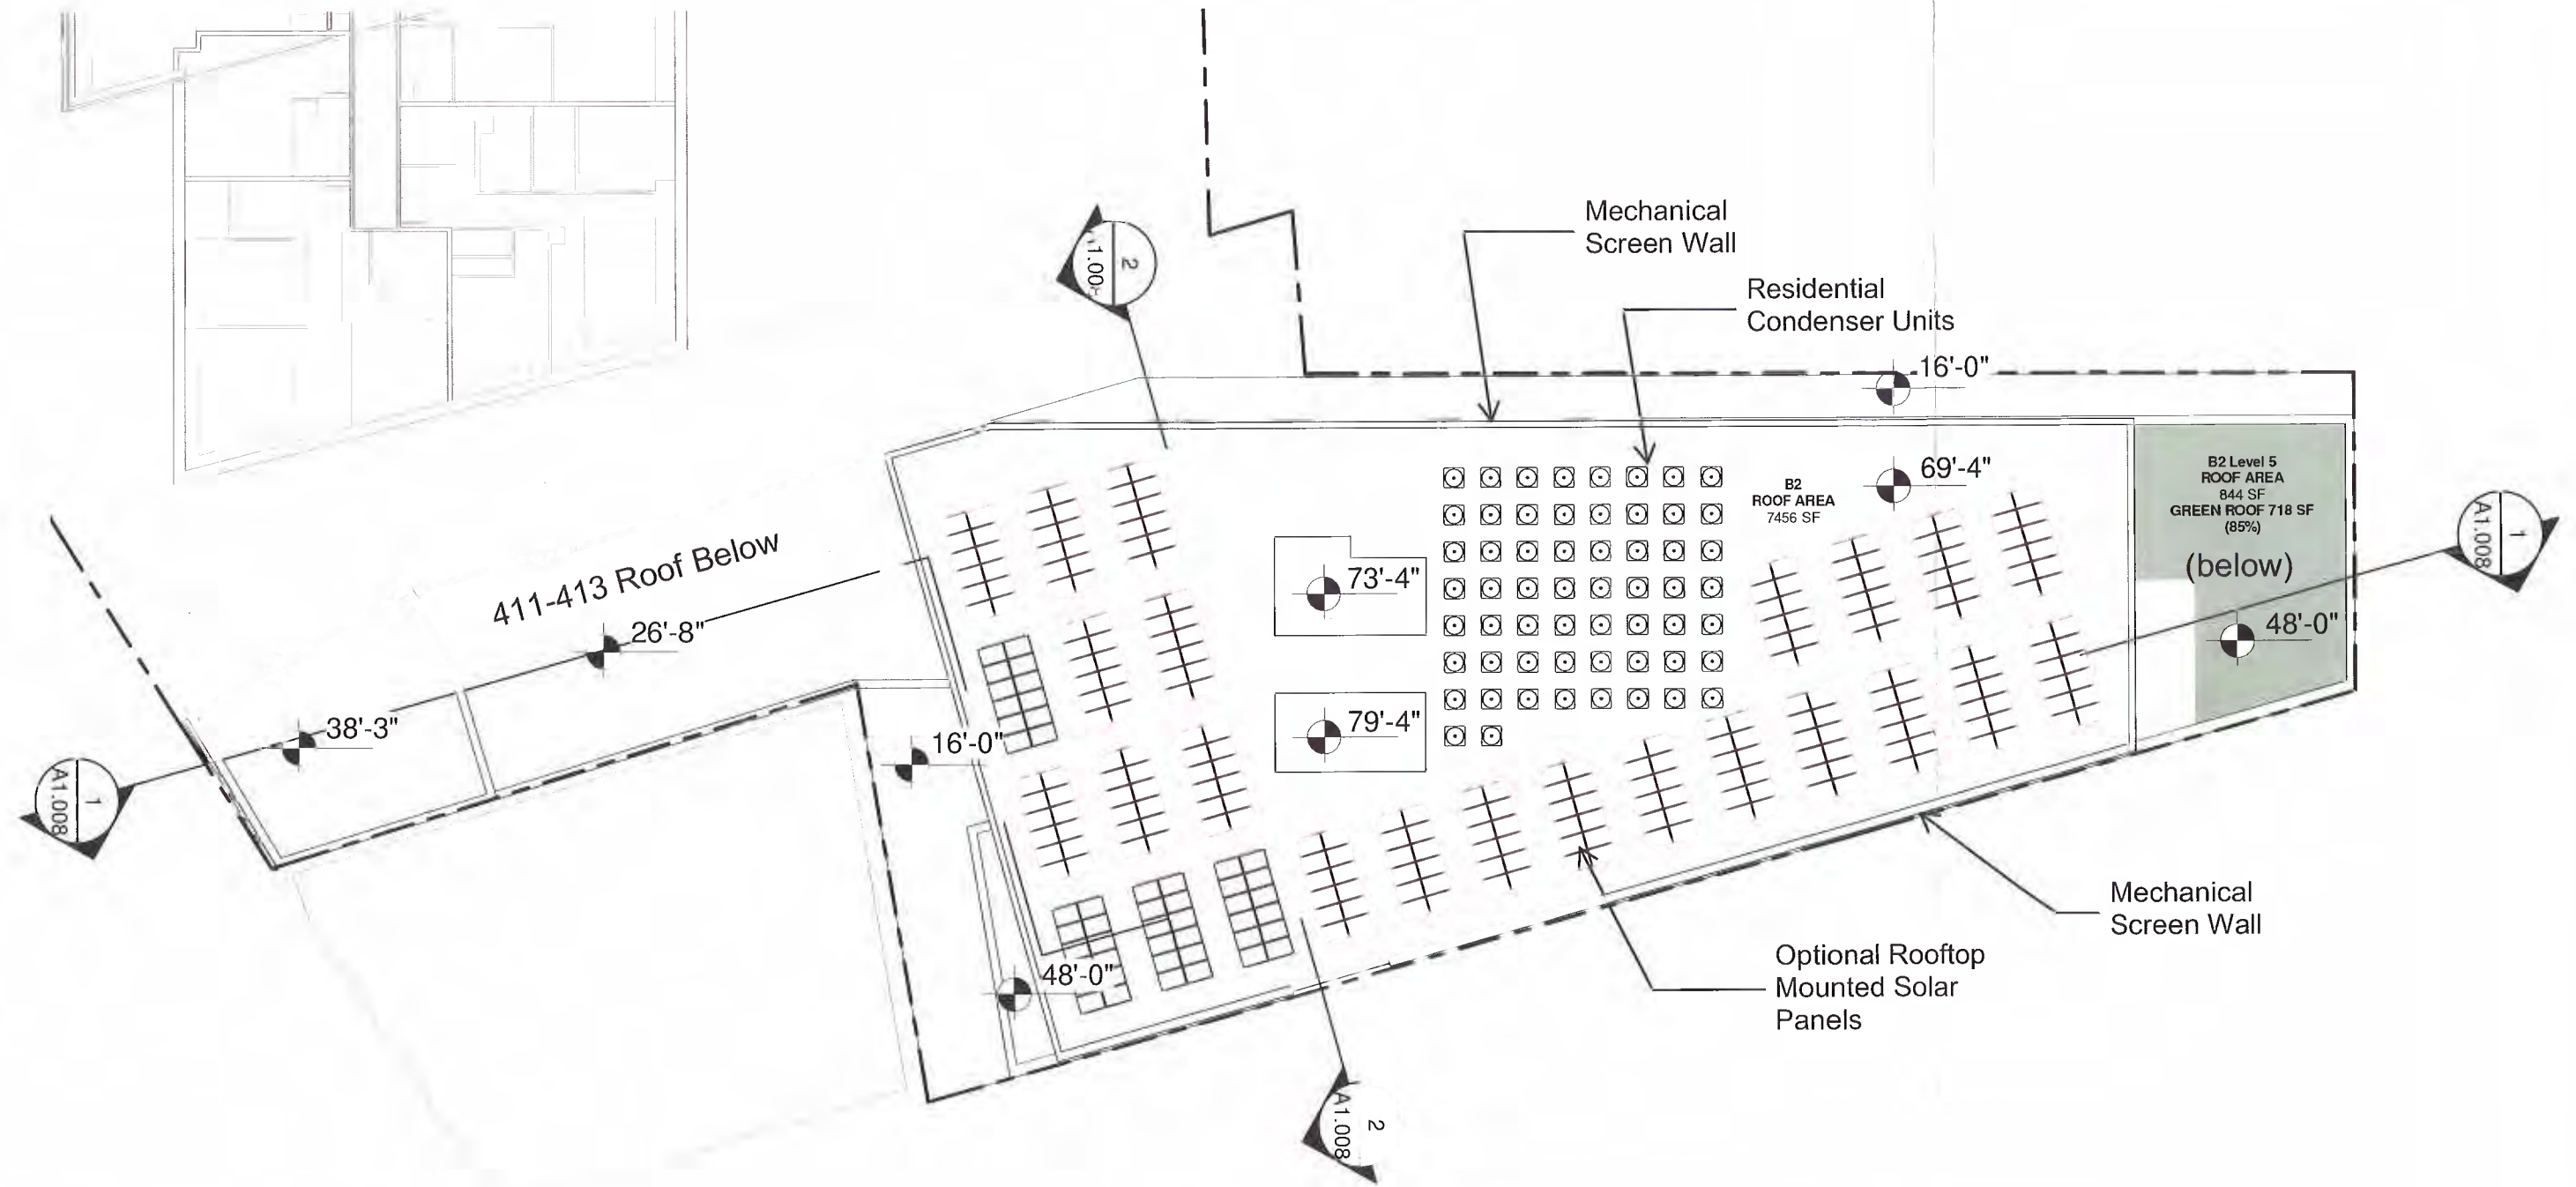 Mechanical
Screen Wall
2
Residential
Condenser Units
16'-0"
B2 Level 5
ROOF AREA
844 SF
GREEN ROOF 718 SF
(85%)
(below)
48'-0"
69'-4"
B2
ROOF AREA
7456 SF
1
A1.008
411-413 Roof Below
26'-8"
73'-4"
38'-3"
16'-0"
79'-4"
1
A1.008
48'-0"
Mechanical
Screen Wall
Optional Rooftop
Mounted Solar
Panels
2
A1.008